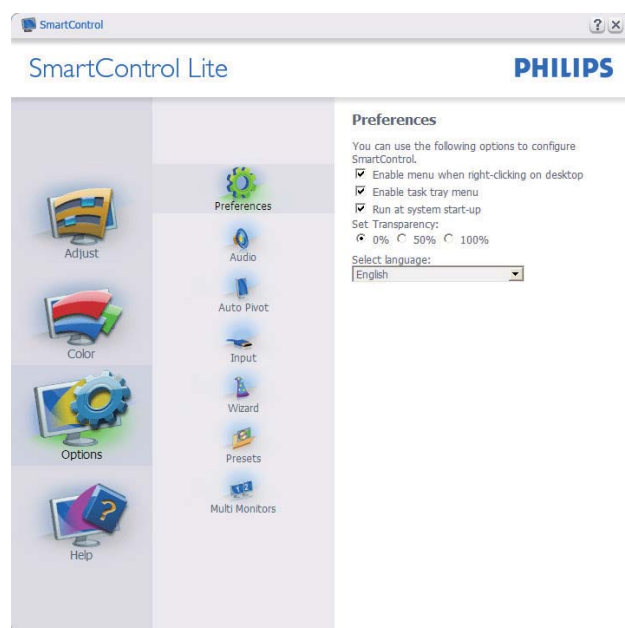 SmartControl
? ×
SmartControl Lite
PHILIPS
Adjust
Color
Options
Help
Preferences
Audio
Auto Pivot
Input
Wizard
Presets
1 2
Multi Monitors
Preferences
You can use the following options to configure
SmartControl.
Enable menu when right-clicking on desktop
Enable task tray menu
Run at system start-up
Set Transparency:
0% 50% 100%
Select language:
English